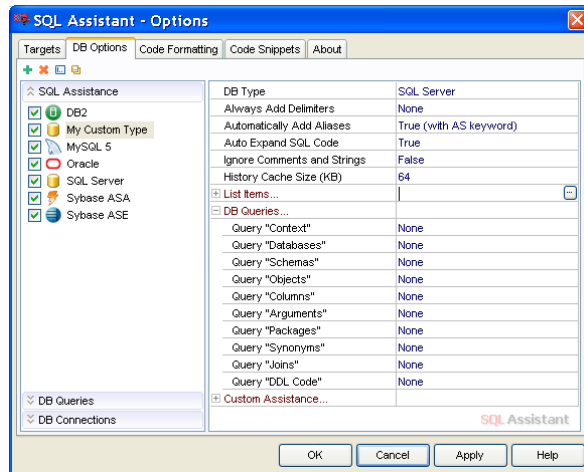 SQL Assistant - Options
Targets DB Options Code Formatting Code Snippets About
SQL Assistance
DB2
My Custom Type
MySQL 5
Oracle
SQL Server
Sybase ASA
Sybase ASE
DB Queries
DB Connections
DB Type SQL Server
Always Add Delimiters None
Automatically Add Aliases True (with AS keyword)
Auto Expand SQL Code True
Ignore Comments and Strings False
History Cache Size (KB) 64
List Items...
DB Queries...
Query "Context" None
Query "Databases" None
Query "Schemas" None
Query "Objects" None
Query "Columns" None
Query "Arguments" None
Query "Packages" None
Query "Synonyms" None
Query "Joins" None
Query "DDL Code" None
Custom Assistance...
SQL Assistant
OK Cancel Apply Help